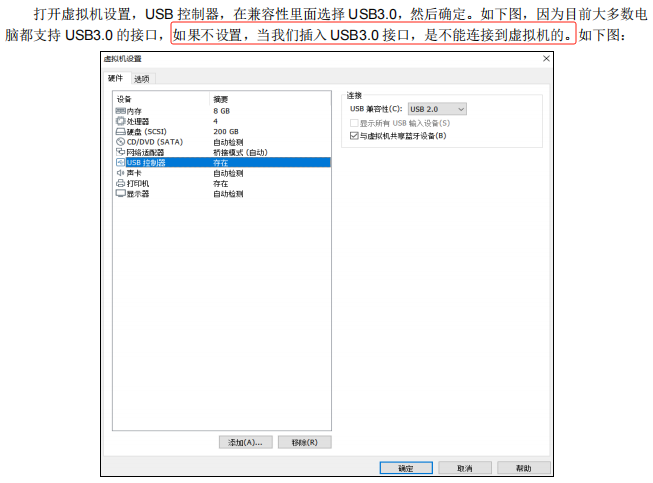 打开虚拟机设置，USB 控制器，在兼容性里面选择 USB3.0，然后确定。如下图，因为目前大多数电
脑都支持 USB3.0 的接口，如果不设置，当我们插入 USB3.0 接口，是不能连接到虚拟机的。如下图：
虚拟机设置
硬件 选项
设备 摘要
内存 8 GB
处理器 4
硬盘 (SCSI) 200 GB
CD/DVD (SATA) 自动检测
网络适配器 桥接模式 (自动)
USB 控制器 存在
声卡 自动检测
打印机 存在
显示器 自动检测
连接
USB 兼容性(C): USB 2.0
显示所有 USB 输入设备(S)
与虚拟机共享蓝牙设备(B)
添加(A)... 移除(R)
确定 取消 帮助